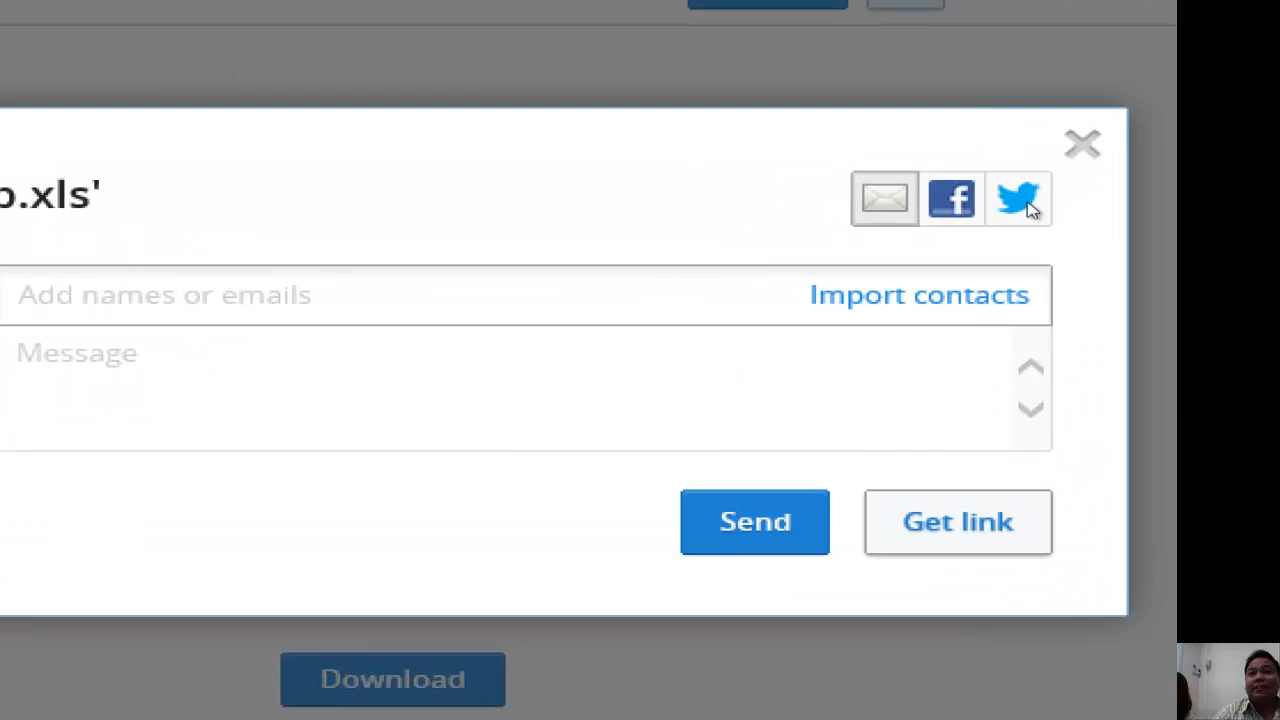 p.xls'
Add names or emails
Import contacts
Message
Send
Get link
Download